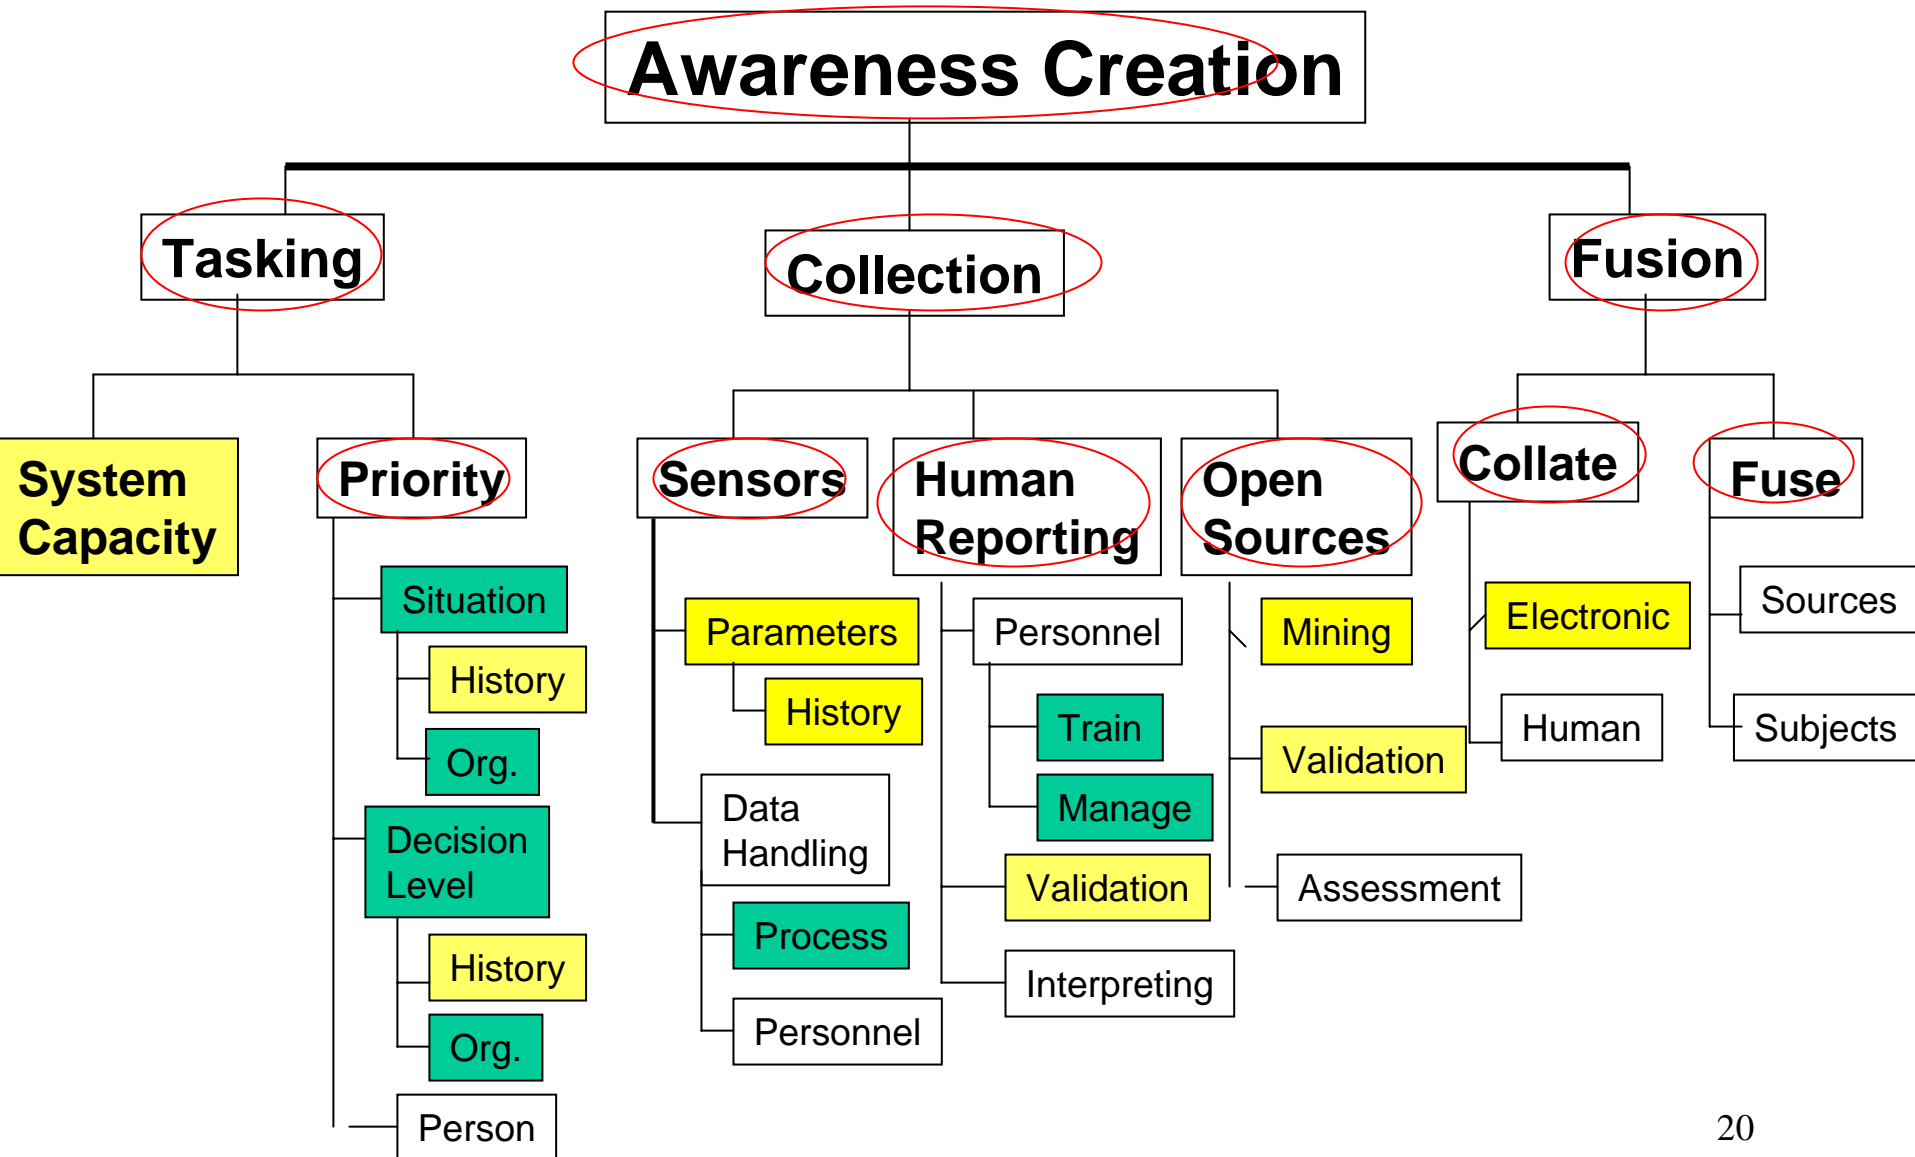 Awareness Creation
Tasking
Collection
Fusion
System
Capacity
Priority
Situation
History
Org.
Decision
Level
History
Org.
Person
Sensors
Parameters
History
Data
Handling
Process
Personnel
Human
Reporting
Personnel
Train
Manage
Validation
Interpreting
Open
Sources
Mining
Validation
Assessment
Collate
Electronic
Human
Fuse
Sources
Subjects
20